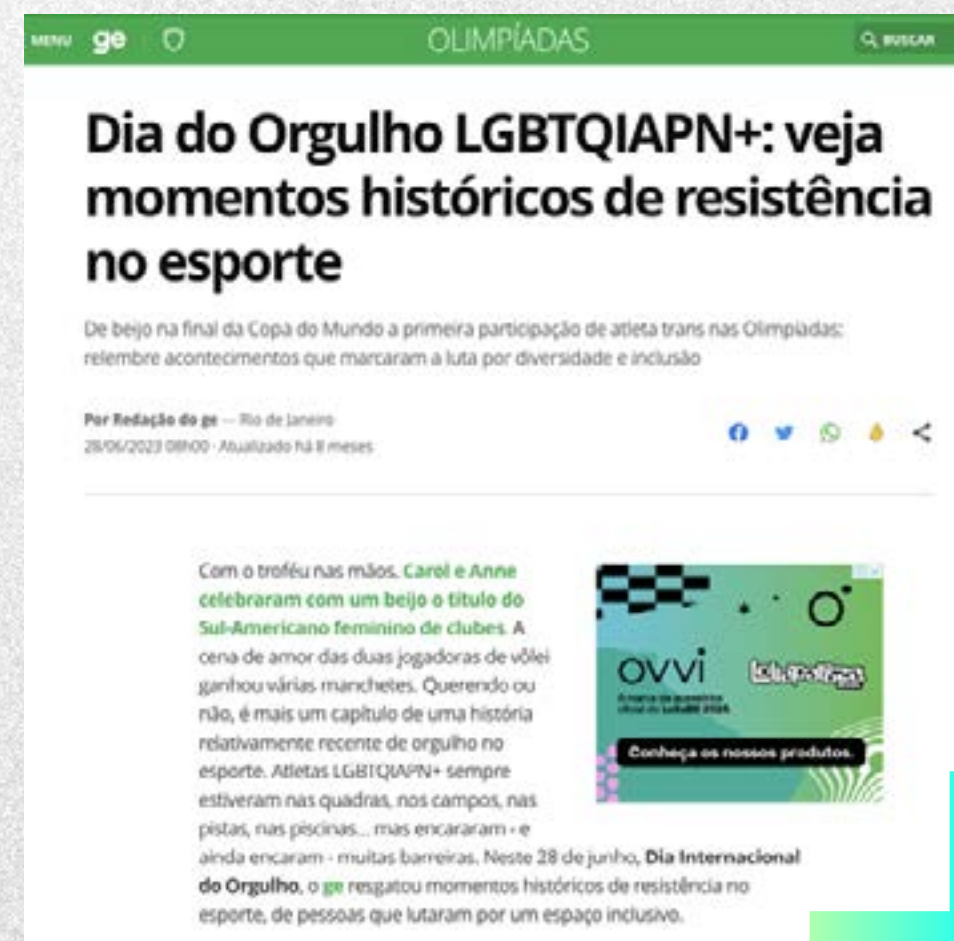 MENU ge OLIMPÍADAS BUSCAR
Dia do Orgulho LGBTQIAPN+: veja
momentos históricos de resistência
no esporte
De beijo na final da Copa do Mundo a primeira participação de atleta trans nas Olimpíadas;
relembre acontecimentos que marcaram a luta por diversidade e inclusão
Por Redação do ge — Rio de Janeiro
28/06/2023 08h00 · Atualizado há 8 meses
Com o troféu nas mãos, Carol e Anne
celebraram com um beijo o título do
Sul-Americano feminino de clubes. A
cena de amor das duas jogadoras de vôlei
ganhou várias manchetes. Querendo ou
não, é mais um capítulo de uma história
relativamente recente de orgulho no
esporte. Atletas LGBTQIAPN+ sempre
estiveram nas quadras, nos campos, nas
pistas, nas piscinas... mas encararam - e
ainda encaram - muitas barreiras. Neste 28 de junho, Dia Internacional
do Orgulho, o ge resgatou momentos históricos de resistência no
esporte, de pessoas que lutaram por um espaço inclusivo.
ovvi
Conheça os nossos produtos.